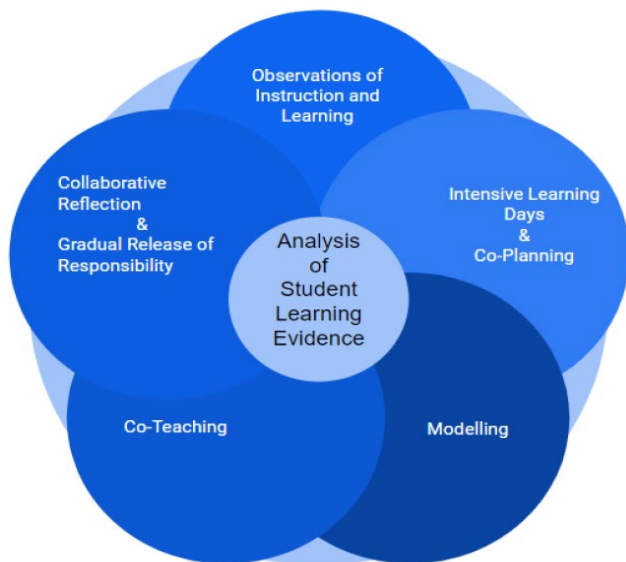 Observations of
Instruction and
Learning
Collaborative
Reflection
&
Gradual Release of
Responsibility
Intensive Learning
Days
&
Co-Planning
Analysis
of
Student
Learning
Evidence
Co-Teaching
Modelling